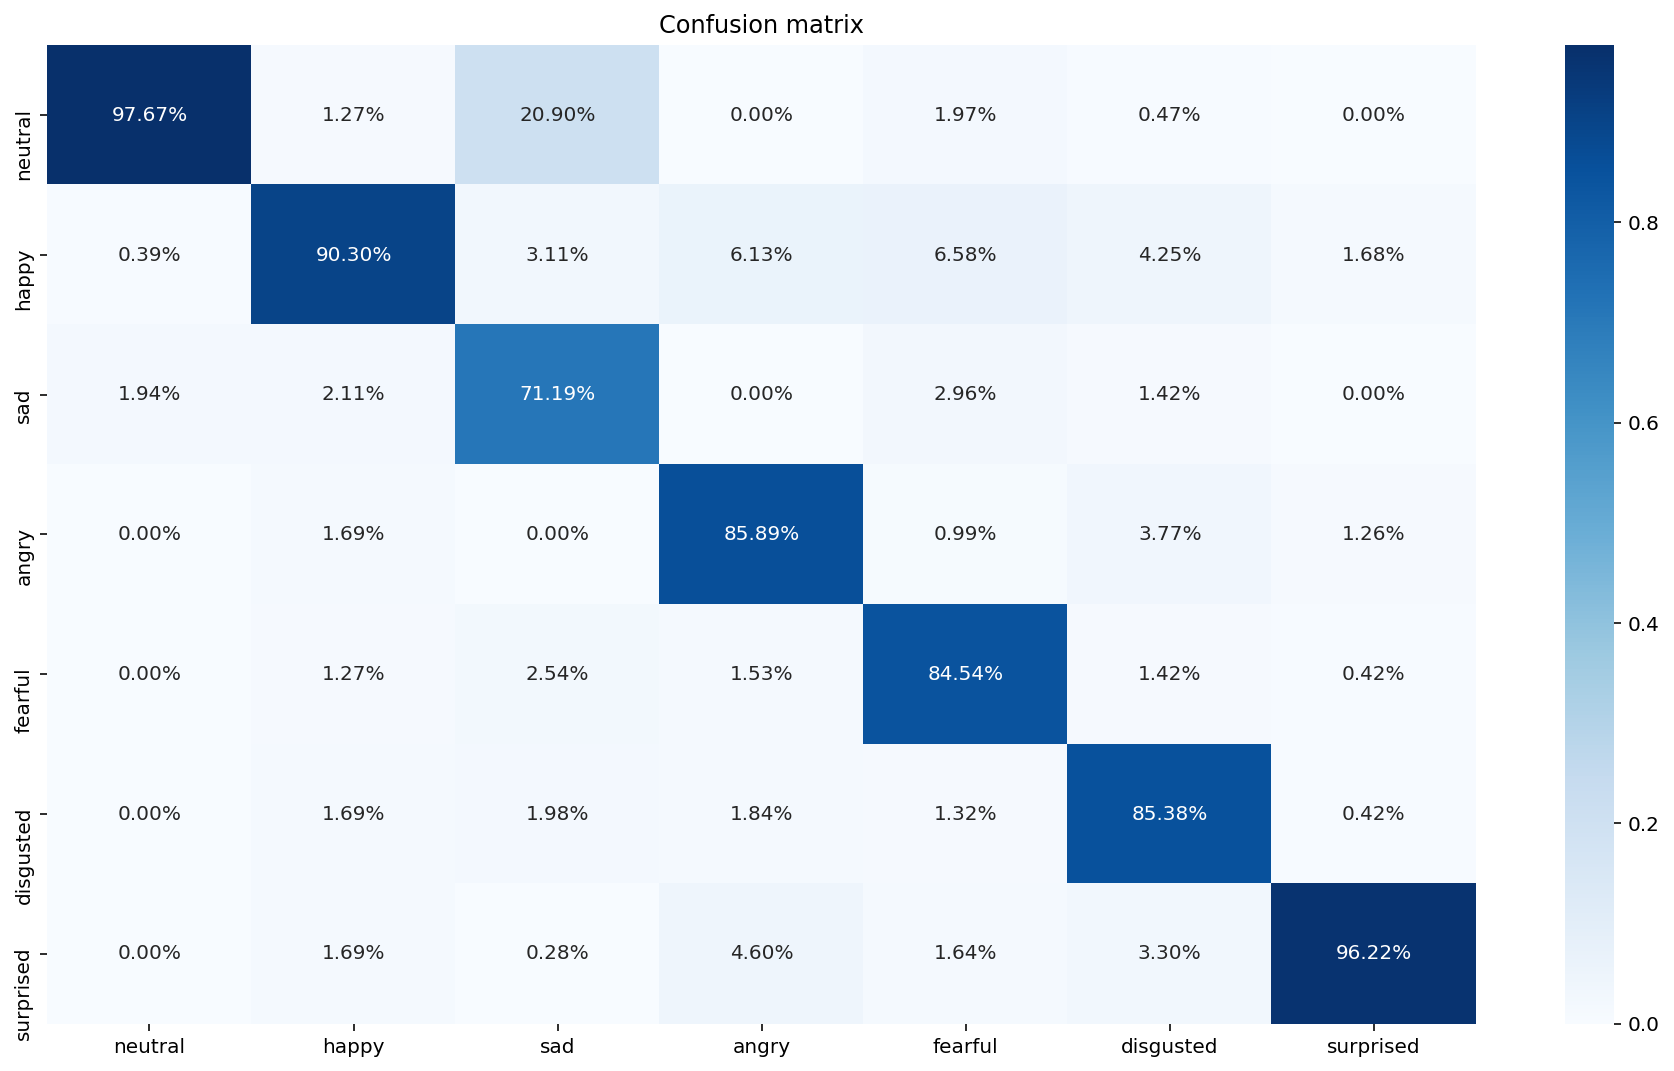 Confusion matrix
neutral 97.67% 1.27% 20.90% 0.00% 1.97% 0.47% 0.00%
happy 0.39% 90.30% 3.11% 6.13% 6.58% 4.25% 1.68%
sad 1.94% 2.11% 71.19% 0.00% 2.96% 1.42% 0.00%
angry 0.00% 1.69% 0.00% 85.89% 0.99% 3.77% 1.26%
fearful 0.00% 1.27% 2.54% 1.53% 84.54% 1.42% 0.42%
disgusted 0.00% 1.69% 1.98% 1.84% 1.32% 85.38% 0.42%
surprised 0.00% 1.69% 0.28% 4.60% 1.64% 3.30% 96.22%
neutral happy sad angry fearful disgusted surprised
0.8
0.6
0.4
0.2
0.0